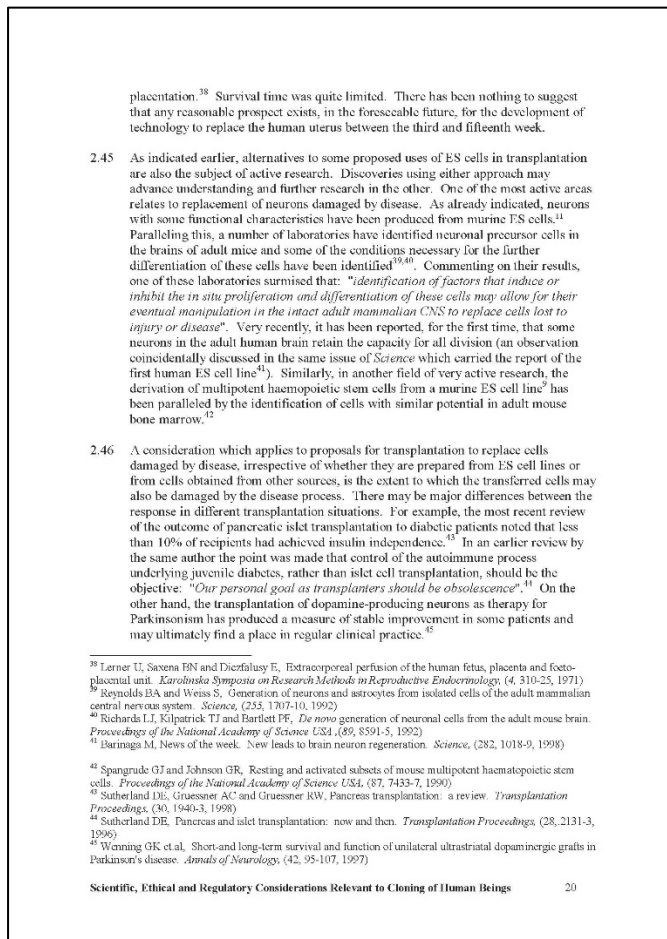 placentation.38 Survival time was quite limited. There has been nothing to suggest
that any reasonable prospect exists, in the foreseeable future, for the development of
technology to replace the human uterus between the third and fifteenth week.
2.45 As indicated earlier, alternatives to some proposed uses of ES cells in transplantation
are also the subject of active research. Discoveries using either approach may
advance understanding and further research in the other. One of the most active areas
relates to replacement of neurons damaged by disease. As already indicated, neurons
with some functional characteristics have been produced from murine ES cells.11
Paralleling this, a number of laboratories have identified neuronal precursor cells in
the brains of adult mice and some of the conditions necessary for the further
differentiation of these cells have been identified39,40. Commenting on their results,
one of these laboratories surmised that: "identification of factors that induce or
inhibit the in situ proliferation and differentiation of these cells may allow for their
eventual manipulation in the intact adult mammalian CNS to replace cells lost to
injury or disease". Very recently, it has been reported, for the first time, that some
neurons in the adult human brain retain the capacity for all division (an observation
coincidentally discussed in the same issue of Science which carried the report of the
first human ES cell line41). Similarly, in another field of very active research, the
derivation of multipotent haemopoietic stem cells from a murine ES cell line9 has
been paralleled by the identification of cells with similar potential in adult mouse
bone marrow.42
2.46 A consideration which applies to proposals for transplantation to replace cells
damaged by disease, irrespective of whether they are prepared from ES cell lines or
from cells obtained from other sources, is the extent to which the transferred cells may
also be damaged by the disease process. There may be major differences between the
response in different transplantation situations. For example, the most recent review
of the outcome of pancreatic islet transplantation to diabetic patients noted that less
than 10% of recipients had achieved insulin independence.43 In an earlier review by
the same author the point was made that control of the autoimmune process
underlying juvenile diabetes, rather than islet cell transplantation, should be the
objective: "Our personal goal as transplanters should be obsolescence".44 On the
other hand, the transplantation of dopamine-producing neurons as therapy for
Parkinsonism has produced a measure of stable improvement in some patients and
may ultimately find a place in regular clinical practice.45
38 Lerner U, Saxena BN and Diczfalusy E, Extracorporeal perfusion of the human fetus, placenta and foeto-
placental unit. Karolinska Symposia on Research Methods in Reproductive Endocrinology, (4, 310-25, 1971)
39 Reynolds BA and Weiss S, Generation of neurons and astrocytes from isolated cells of the adult mammalian
central nervous system. Science, (255, 1707-10, 1992)
40 Richards LJ, Kilpatrick TJ and Bartlett PF, De novo generation of neuronal cells from the adult mouse brain.
Proceedings of the National Academy of Science USA ,(89, 8591-5, 1992)
41 Barinaga M, News of the week. New leads to brain neuron regeneration. Science, (282, 1018-9, 1998)
42 Spangrude GJ and Johnson GR, Resting and activated subsets of mouse multipotent haematopoietic stem
cells. Proceedings of the National Academy of Science USA, (87, 7433-7, 1990)
43 Sutherland DE, Gruessner AC and Gruessner RW, Pancreas transplantation: a review. Transplantation
Proceedings, (30, 1940-3, 1998)
44 Sutherland DE, Pancreas and islet transplantation: now and then. Transplantation Proceedings, (28,.2131-3,
1996)
45 Wenning GK et.al, Short-and long-term survival and function of unilateral ultrastriatal dopaminergic grafts in
Parkinson's disease. Annals of Neurology, (42, 95-107, 1997)
Scientific, Ethical and Regulatory Considerations Relevant to Cloning of Human Beings 20